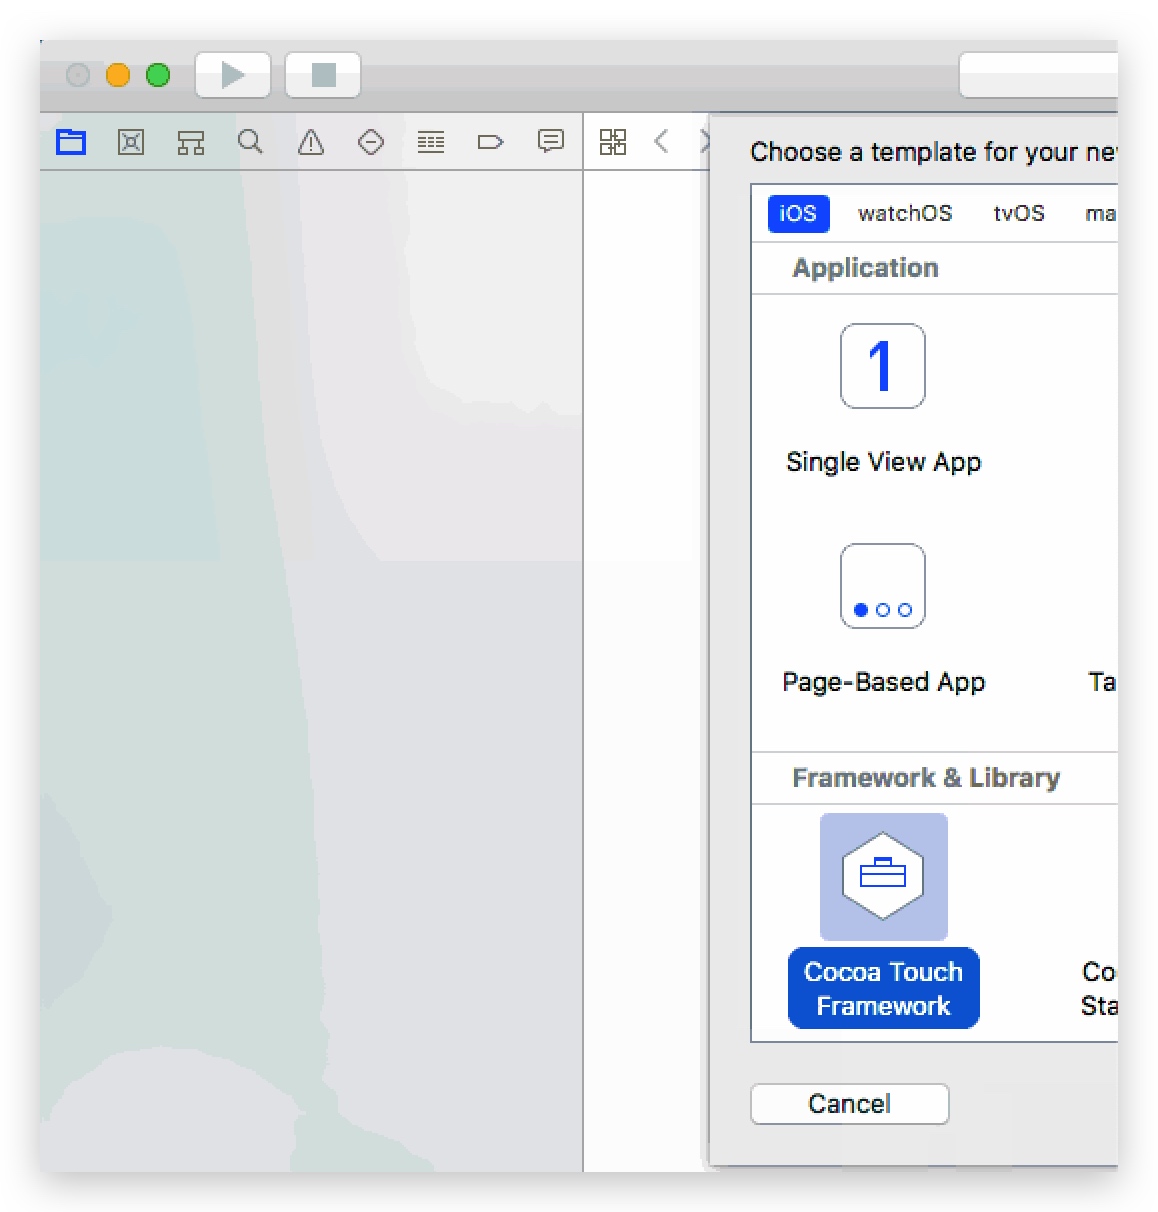 Choose a template for your ne
iOS watchOS tvOS ma
Application
1
Single View App
Page-Based App Ta
Framework & Library
Cocoa Touch Co
Framework Sta
Cancel